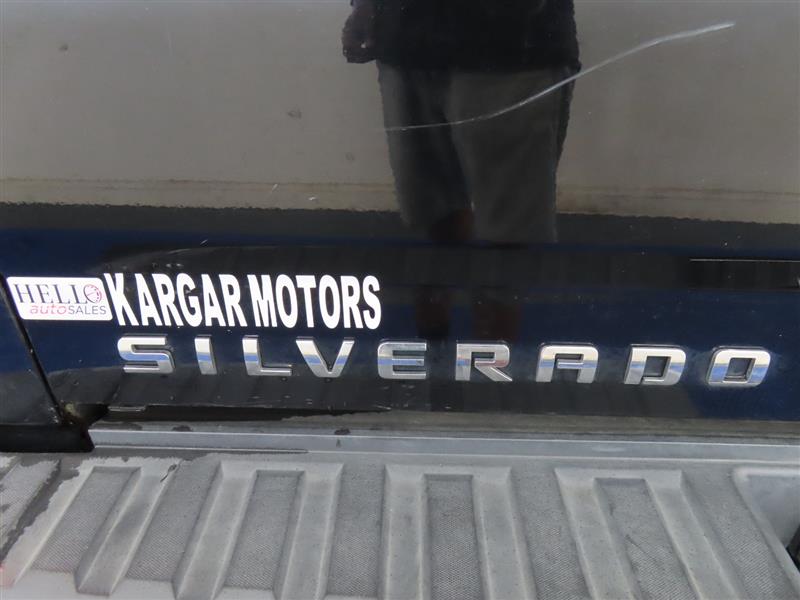 HELLO
auto SALES
KARGAR MOTORS
SILVERADO